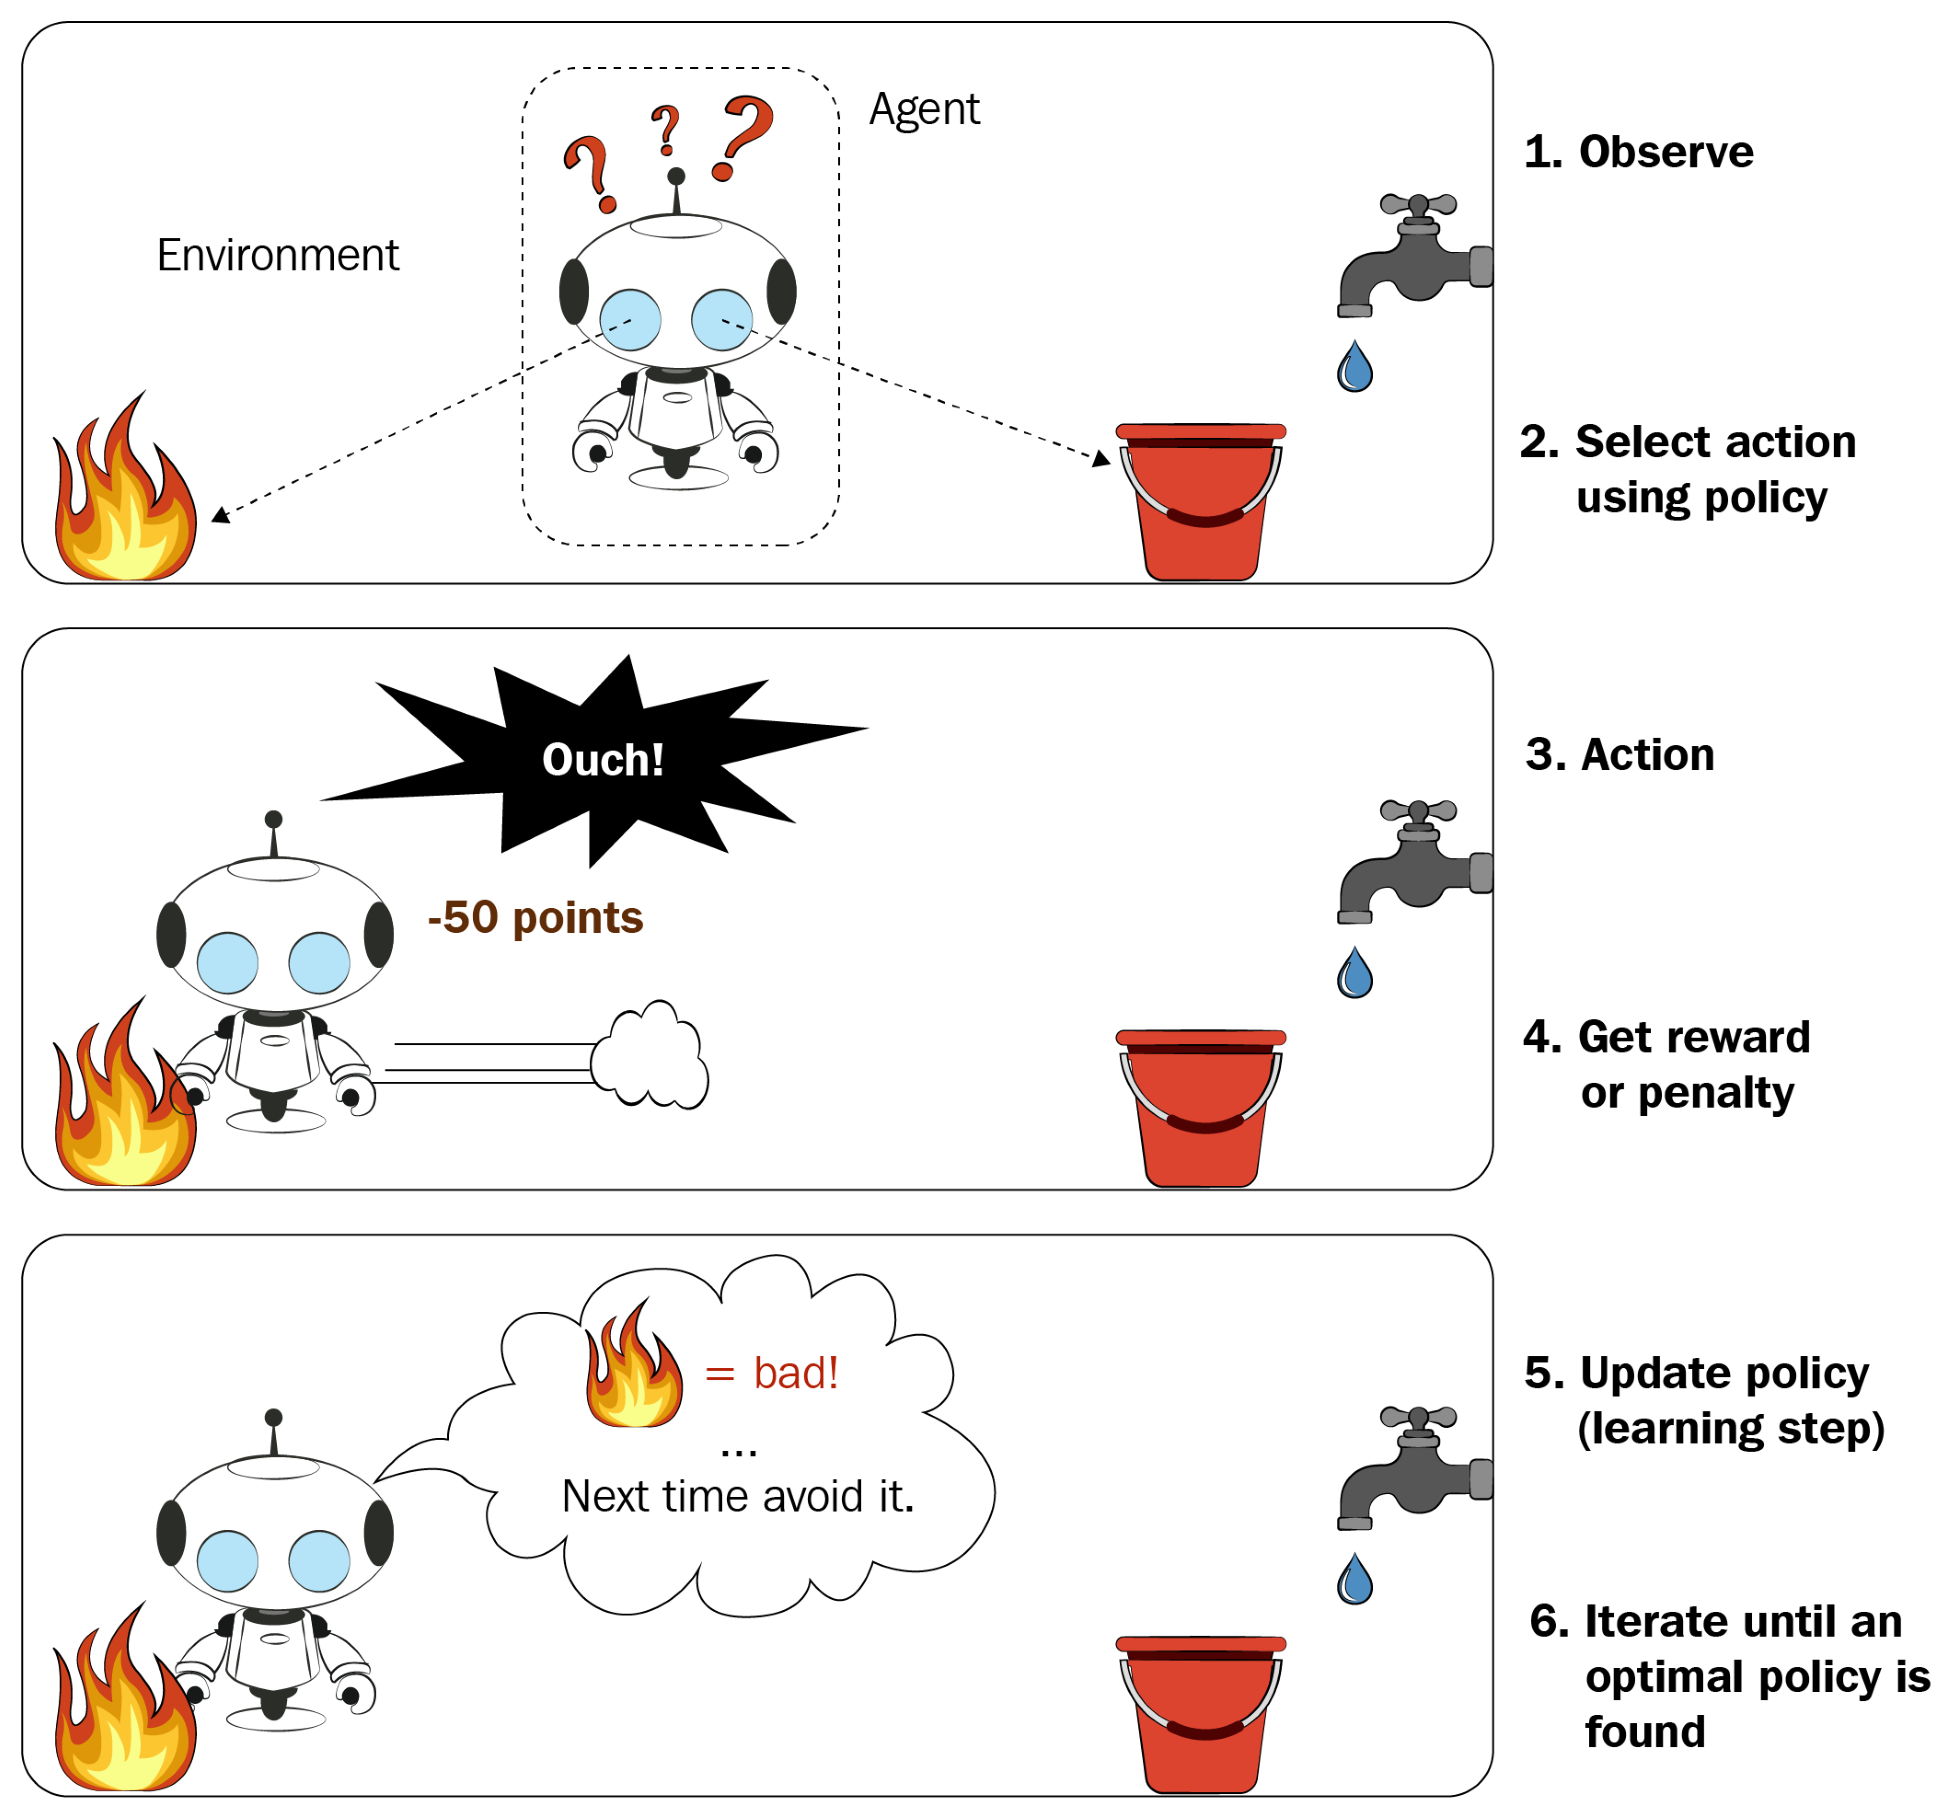 Agent
Environment
? ? ?
1. Observe
2. Select action
using policy
Ouch!
-50 points
3. Action
4. Get reward
or penalty
= bad!
...
Next time avoid it.
5. Update policy
(learning step)
6. Iterate until an
optimal policy is
found